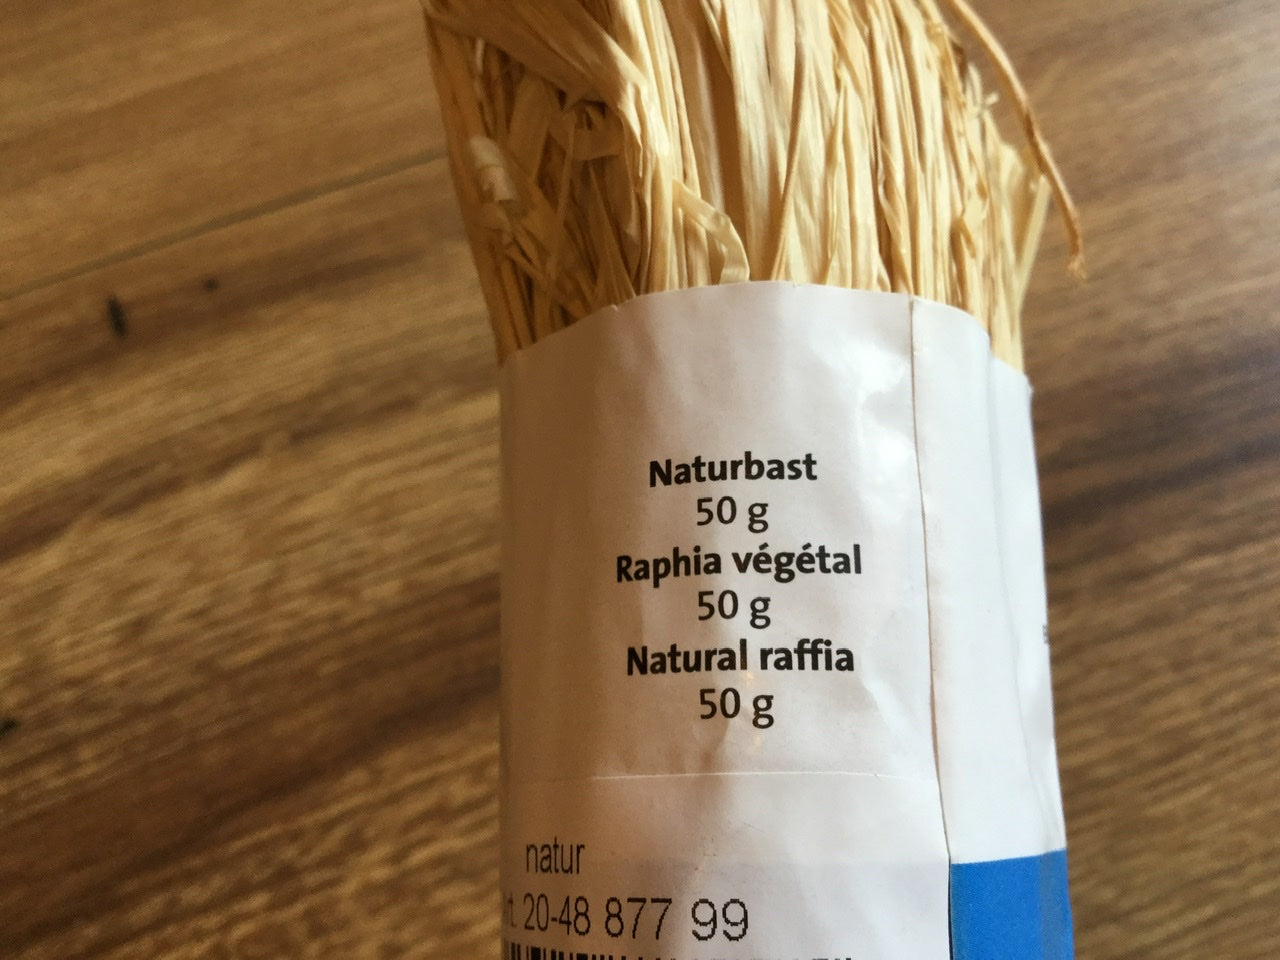 Naturbast
50 g
Raphia végétal
50 g
Natural raffia
50 g
natur
20-48 877 99